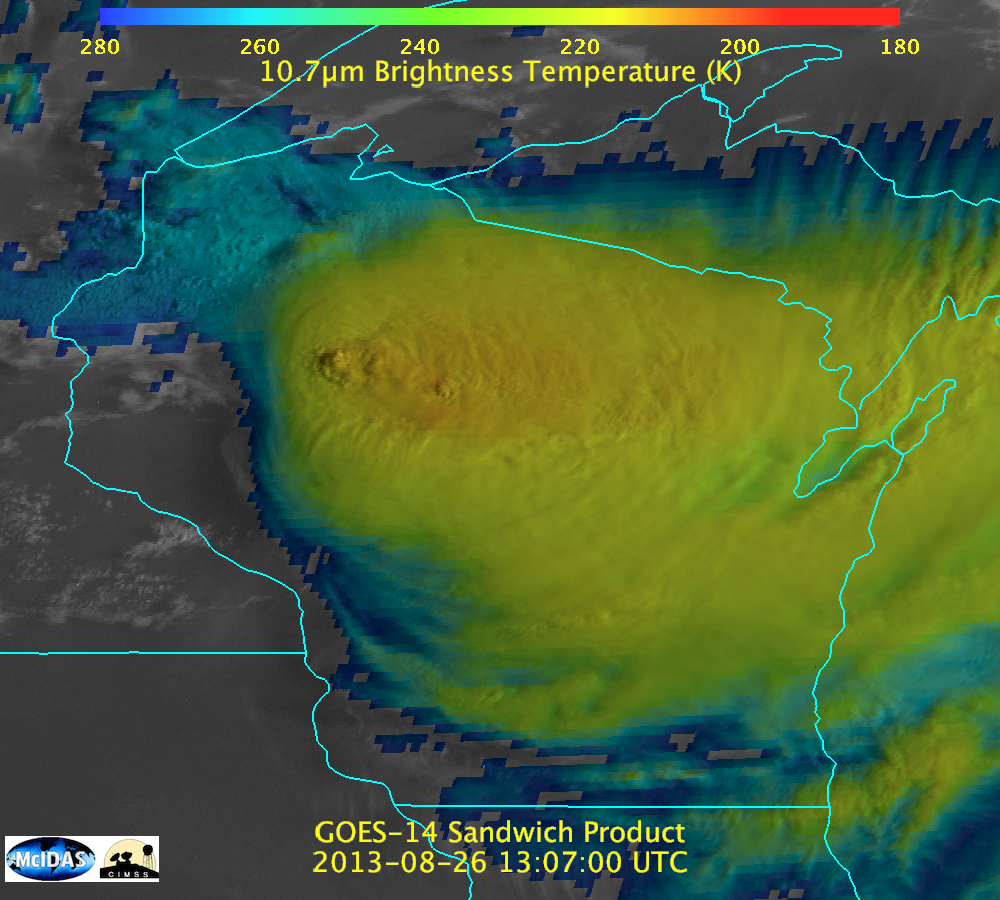 280 260 240 220 200 180
10.7µm Brightness Temperature (K)
GOES-14 Sandwich Product
2013-08-26 13:07:00 UTC
McIDAS
CIMSS